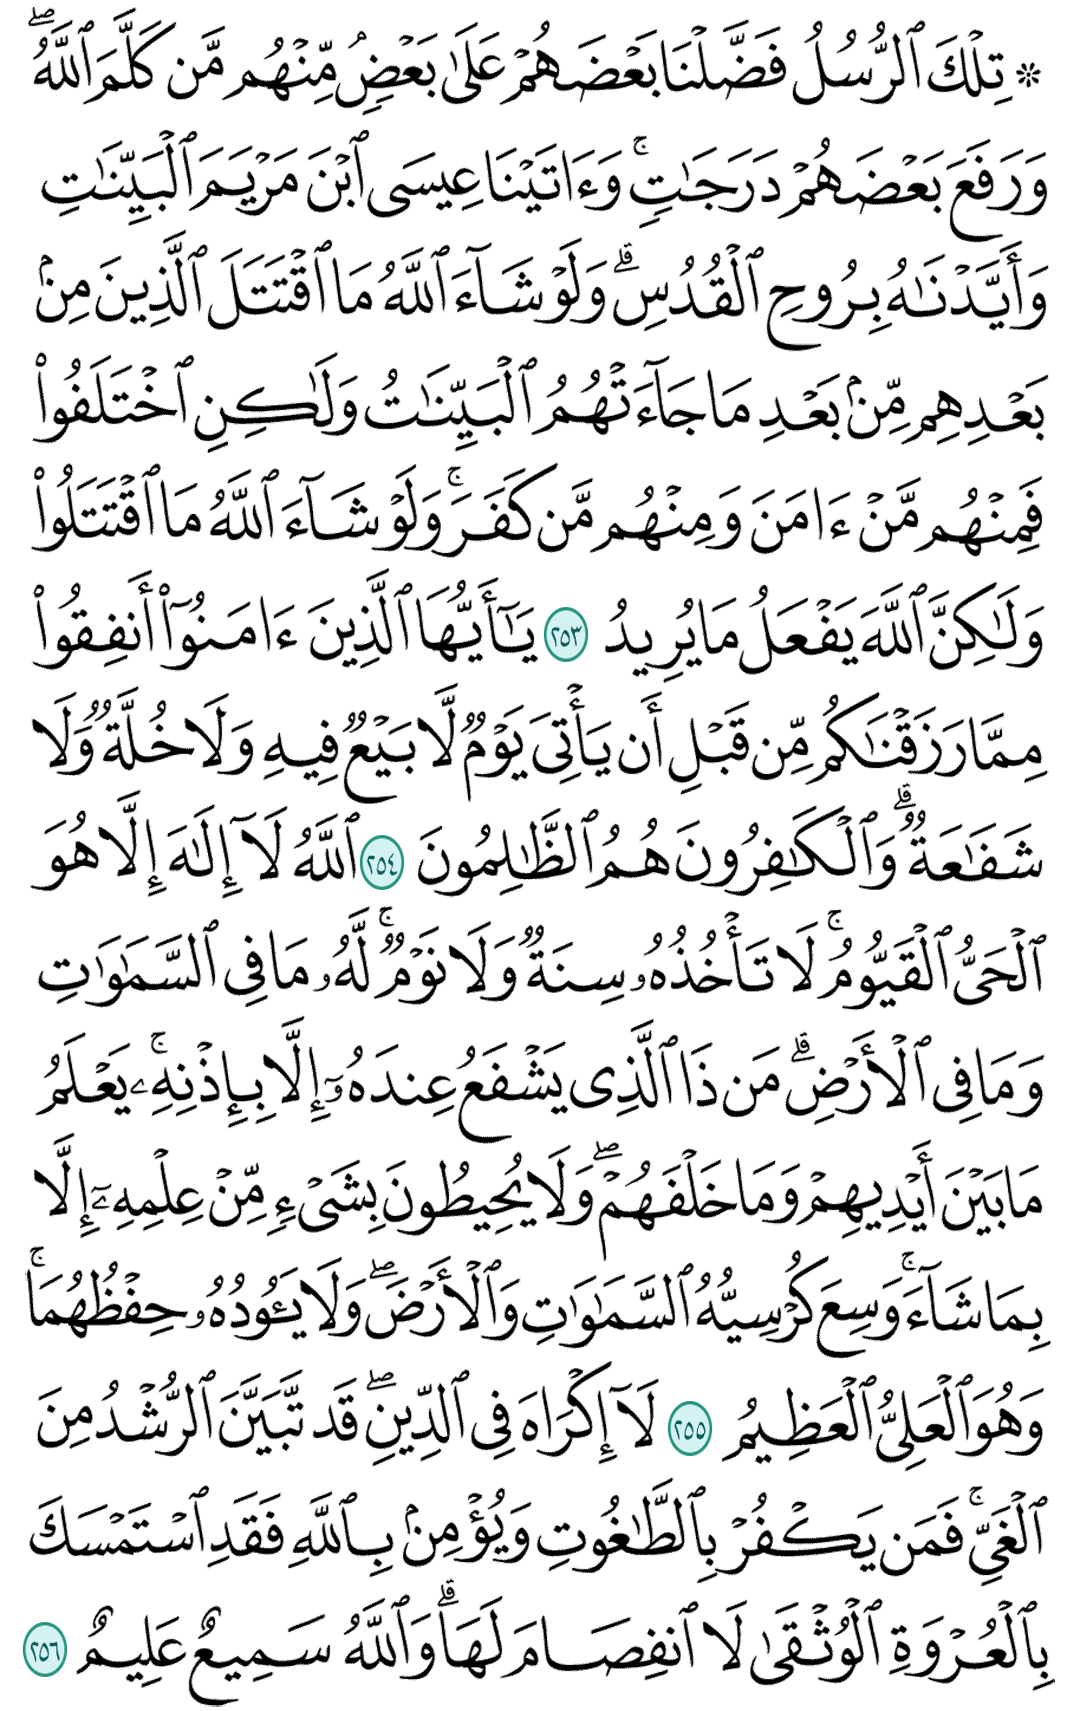 ۞ تِلْكَ ٱلرُّسُلُ فَضَّلْنَا بَعْضَهُمْ عَلَىٰ بَعْضٍۢ مِّنْهُم مَّن كَلَّمَ ٱللَّهُ ۖ
وَرَفَعَ بَعْضَهُمْ دَرَجَـٰتٍۢ ۚ وَءَاتَيْنَا عِيسَى ٱبْنَ مَرْيَمَ ٱلْبَيِّنَـٰتِ
وَأَيَّدْنَـٰهُ بِرُوحِ ٱلْقُدُسِ ۗ وَلَوْ شَآءَ ٱللَّهُ مَا ٱقْتَتَلَ ٱلَّذِينَ مِنۢ
بَعْدِهِم مِّنۢ بَعْدِ مَا جَآءَتْهُمُ ٱلْبَيِّنَـٰتُ وَلَـٰكِنِ ٱخْتَلَفُوا۟
فَمِنْهُم مَّنْ ءَامَنَ وَمِنْهُم مَّن كَفَرَ ۚ وَلَوْ شَآءَ ٱللَّهُ مَا ٱقْتَتَلُوا۟
وَلَـٰكِنَّ ٱللَّهَ يَفْعَلُ مَا يُرِيدُ ٢٥٣ يَـٰٓأَيُّهَا ٱلَّذِينَ ءَامَنُوٓا۟ أَنفِقُوا۟
مِمَّا رَزَقْنَـٰكُم مِّن قَبْلِ أَن يَأْتِىَ يَوْمٌۭ لَّا بَيْعٌۭ فِيهِ وَلَا خُلَّةٌۭ وَلَا
شَفَـٰعَةٌۭ ۗ وَٱلْكَـٰفِرُونَ هُمُ ٱلظَّـٰلِمُونَ ٢٥٤ ٱللَّهُ لَآ إِلَـٰهَ إِلَّا هُوَ
ٱلْحَىُّ ٱلْقَيُّومُ ۚ لَا تَأْخُذُهُۥ سِنَةٌۭ وَلَا نَوْمٌۭ ۚ لَّهُۥ مَا فِى ٱلسَّمَـٰوَٰتِ
وَمَا فِى ٱلْأَرْضِ ۗ مَن ذَا ٱلَّذِى يَشْفَعُ عِندَهُۥٓ إِلَّا بِإِذْنِهِۦ ۚ يَعْلَمُ
مَا بَيْنَ أَيْدِيهِمْ وَمَا خَلْفَهُمْ ۖ وَلَا يُحِيطُونَ بِشَىْءٍۢ مِّنْ عِلْمِهِۦٓ إِلَّا
بِمَا شَآءَ ۚ وَسِعَ كُرْسِيُّهُ ٱلسَّمَـٰوَٰتِ وَٱلْأَرْضَ ۖ وَلَا يَـُٔودُهُۥ حِفْظُهُمَا ۚ
وَهُوَ ٱلْعَلِىُّ ٱلْعَظِيمُ ٢٥٥ لَآ إِكْرَاهَ فِى ٱلدِّينِ ۖ قَد تَّبَيَّنَ ٱلرُّشْدُ مِنَ
ٱلْغَىِّ ۚ فَمَن يَكْفُرْ بِٱلطَّـٰغُوتِ وَيُؤْمِنۢ بِٱللَّهِ فَقَدِ ٱسْتَمْسَكَ
بِٱلْعُرْوَةِ ٱلْوُثْقَىٰ لَا ٱنفِصَامَ لَهَا ۗ وَٱللَّهُ سَمِيعٌ عَلِيمٌ ٢٥٦